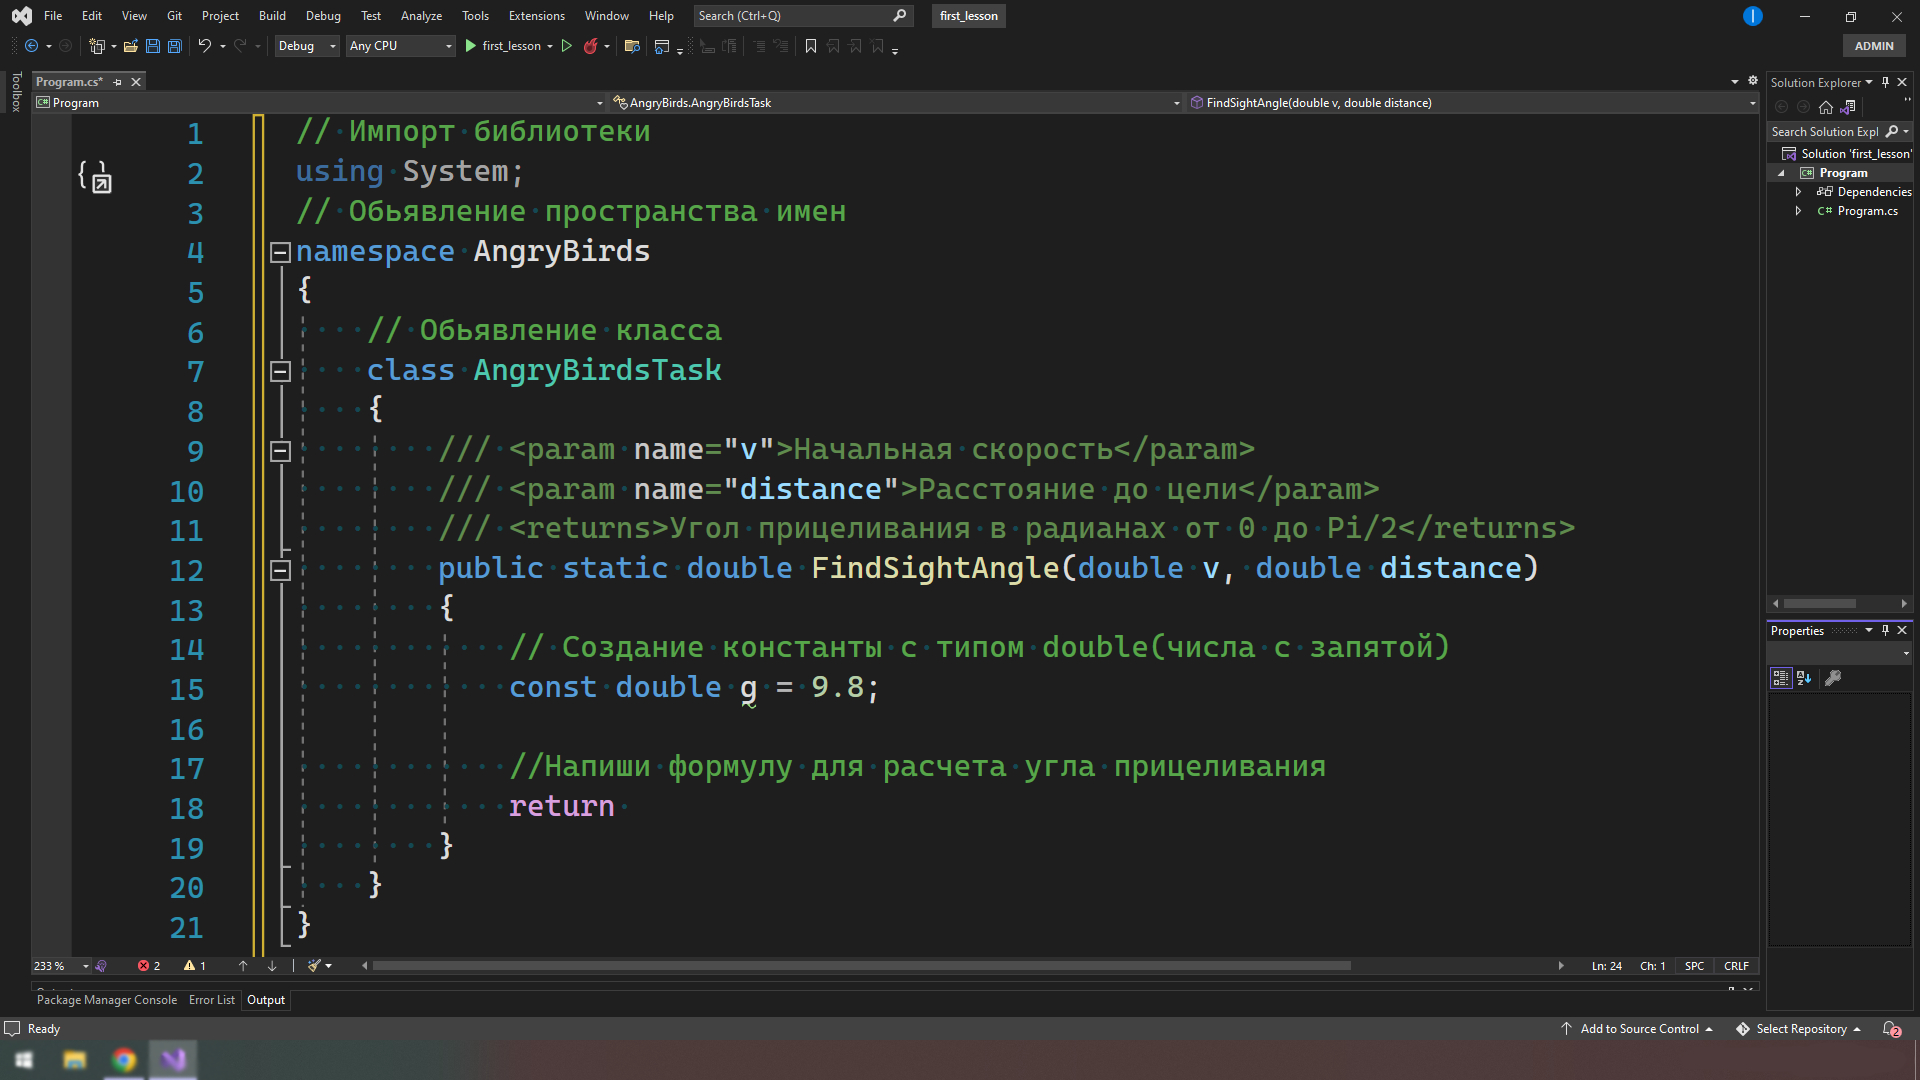 File Edit View Git Project Build Debug Test Analyze Tools Extensions Window Help Search (Ctrl+Q) first_lesson
Debug Any CPU first_lesson ADMIN
Toolbox
Program.cs*
Program AngryBirds.AngryBirdsTask FindSightAngle(double v, double distance)
1 // Импорт библиотеки
2 using System;
3 // Обьявление пространства имен
4 namespace AngryBirds
5 {
6 // Обьявление класса
7 class AngryBirdsTask
8 {
9 /// <param name="v">Начальная скорость</param>
10 /// <param name="distance">Расстояние до цели</param>
11 /// <returns>Угол прицеливания в радианах от 0 до Pi/2</returns>
12 public static double FindSightAngle(double v, double distance)
13 {
14 // Создание константы с типом double(числа с запятой)
15 const double g = 9.8;
16
17 //Напиши формулу для расчета угла прицеливания
18 return
19 }
20 }
21 }
233 % 2 1 Ln: 24 Ch: 1 SPC CRLF
Package Manager Console Error List Output
Ready Add to Source Control Select Repository 2
Solution Explorer
Search Solution Expl
Solution 'first_lesson'
C# Program
Dependencies
C# Program.cs
Properties